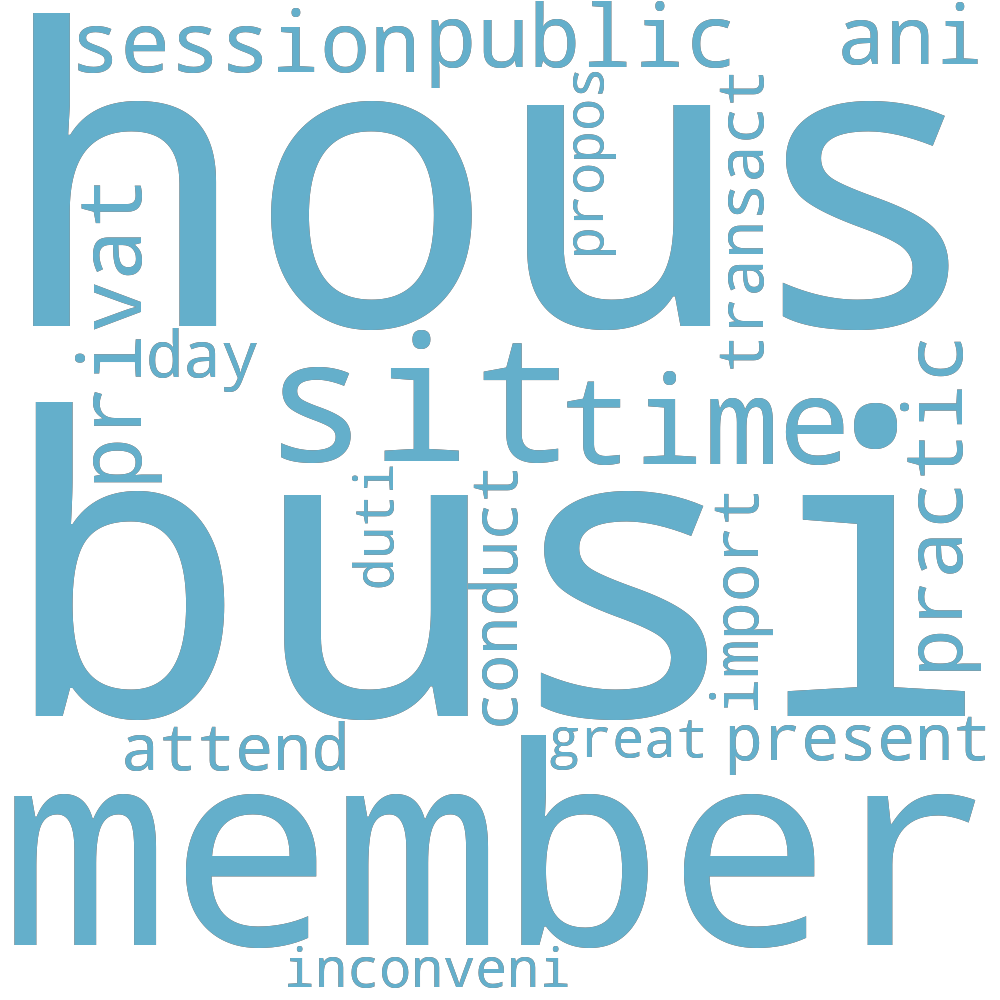 session
public
ani
hous
propos
transact
privat
day
sit
time
practic
busi
duti
conduct
import
attend
great
present
member
inconveni